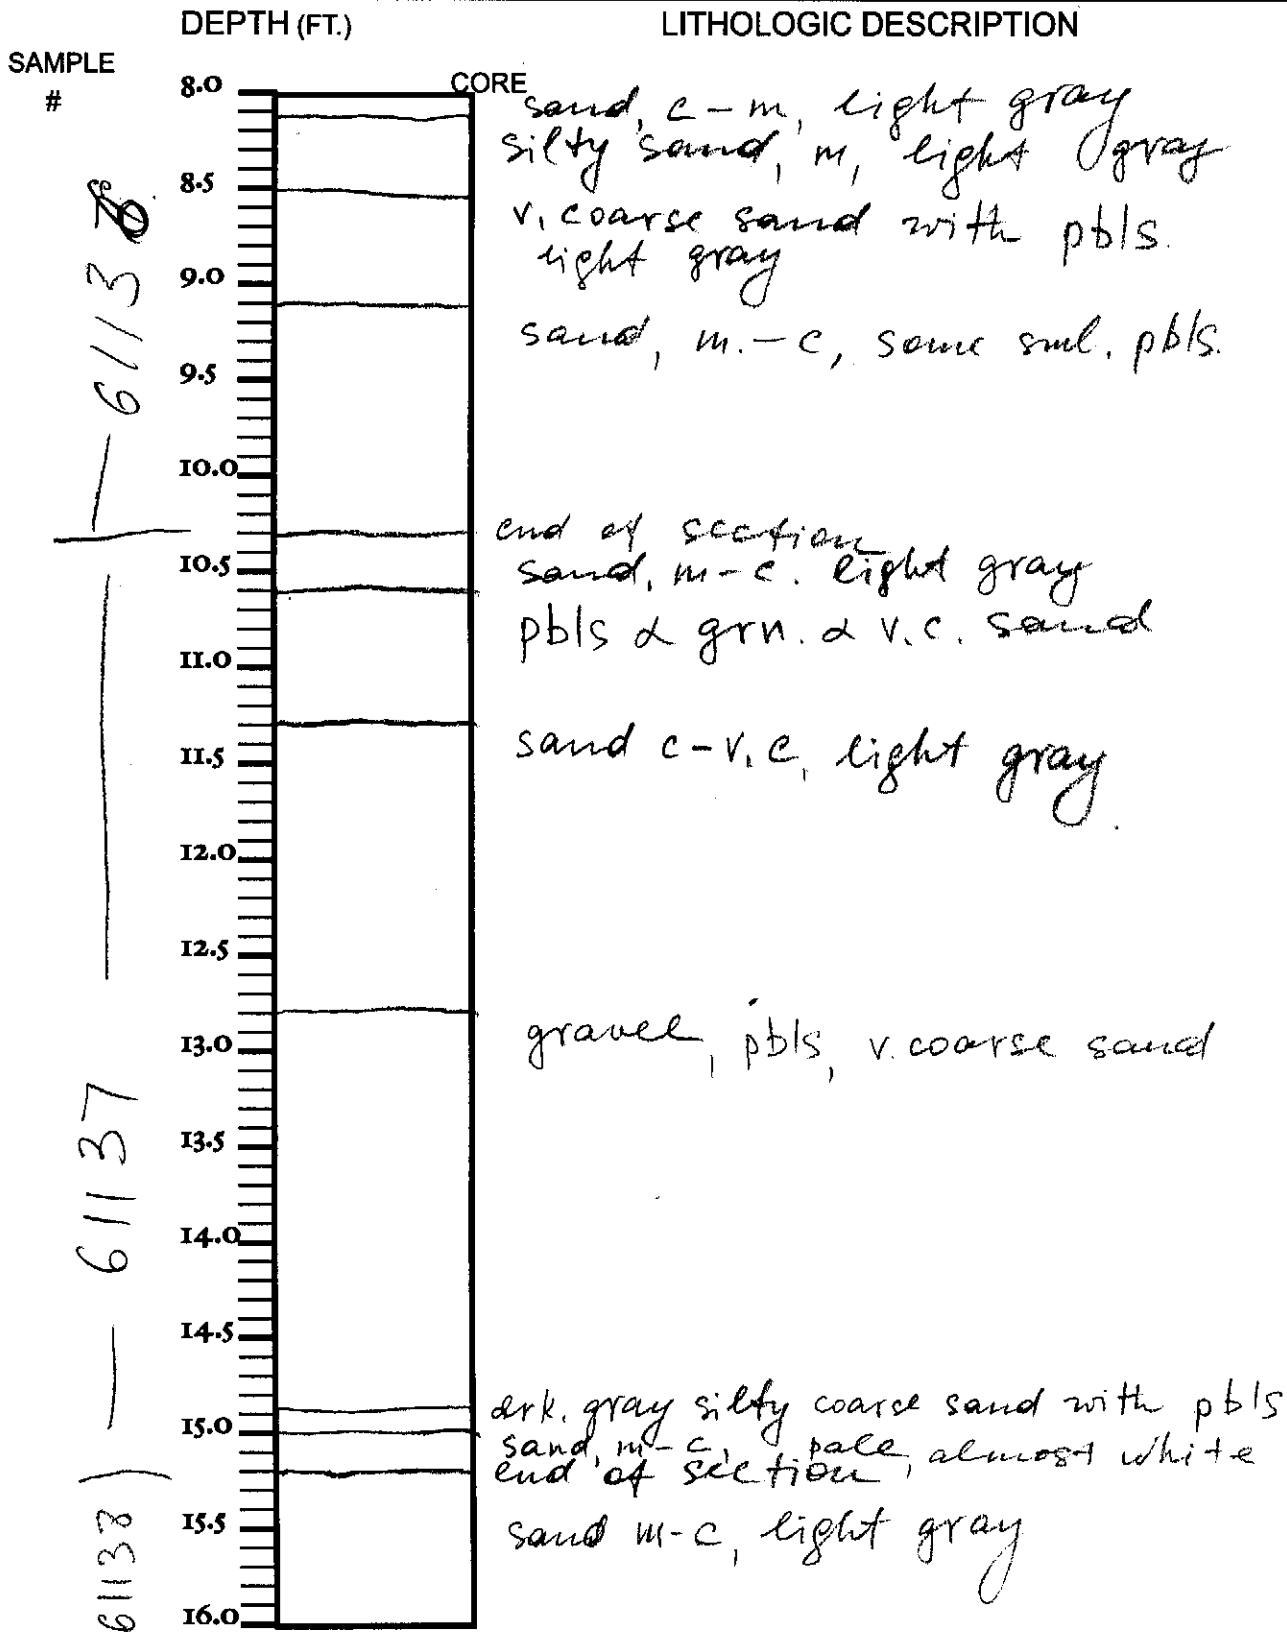 DEPTH (FT.)
LITHOLOGIC DESCRIPTION
SAMPLE
#
CORE
8.0
sand, c-m, light gray
silty sand, m, light gray
8.5
v. coarse sand with pbls.
light gray
9.0
sand, m.-c, some sml. pbls.
9.5
10.0
end of section
10.5
sand, m-c. light gray
pbls & grn. & v.c. sand
11.0
11.5
sand c-v.c, light gray
12.0
12.5
13.0
gravel, pbls, v. coarse sand
13.5
61137
14.0
14.5
drk. gray silty coarse sand with pbls
15.0
sand, m-c, pale, almost white
end of section
15.5
sand m-c, light gray
61138
16.0